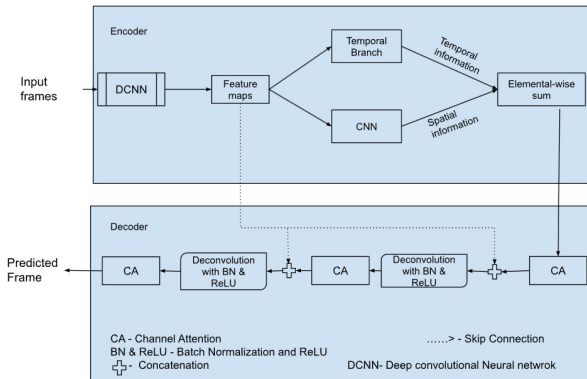 Encoder
Input
frames
DCNN
Feature
maps
Temporal
Branch
CNN
Temporal
information
Spatial
information
Elemental-wise
sum
Decoder
Predicted
Frame
CA
Deconvolution
with BN &
ReLU
CA
Deconvolution
with BN &
ReLU
CA
CA - Channel Attention
BN & ReLU - Batch Normalization and ReLU
- Concatenation
......> - Skip Connection
DCNN- Deep convolutional Neural netwrok